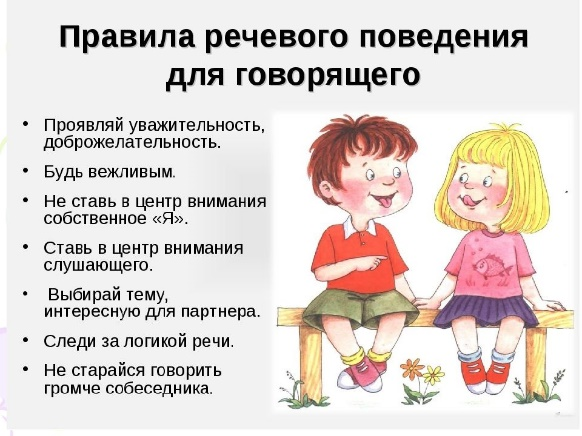 Правила речевого поведения
для говорящего
• Проявляй уважительность,
доброжелательность.
• Будь вежливым.
• Не ставь в центр внимания
собственное «Я».
• Ставь в центр внимания
слушающего.
• Выбирай тему,
интересную для партнера.
• Следи за логикой речи.
• Не старайся говорить
громче собеседника.